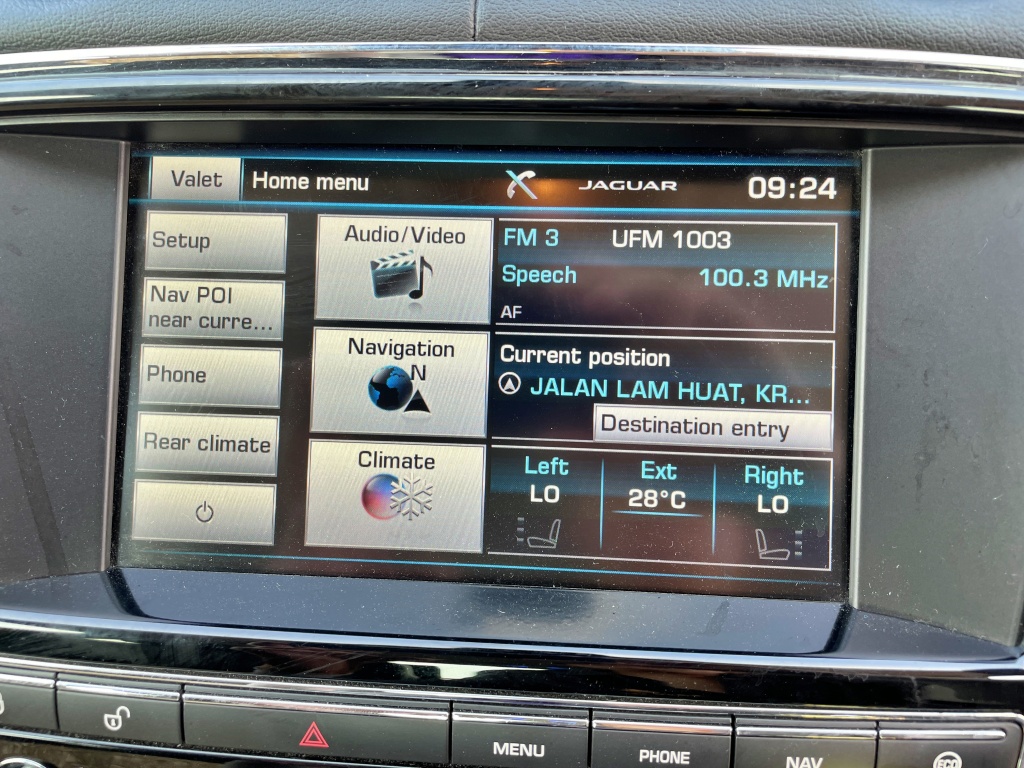 Valet
Home menu
JAGUAR
09:24
Setup
Audio/Video
FM 3
UFM 1003
Speech
100.3 MHz
AF
Nav POI
near curre...
Navigation
N
Current position
JALAN LAM HUAT, KR...
Phone
Destination entry
Rear climate
Climate
Left
Ext
Right
LO
28°C
LO
MENU
PHONE
NAV
ECO